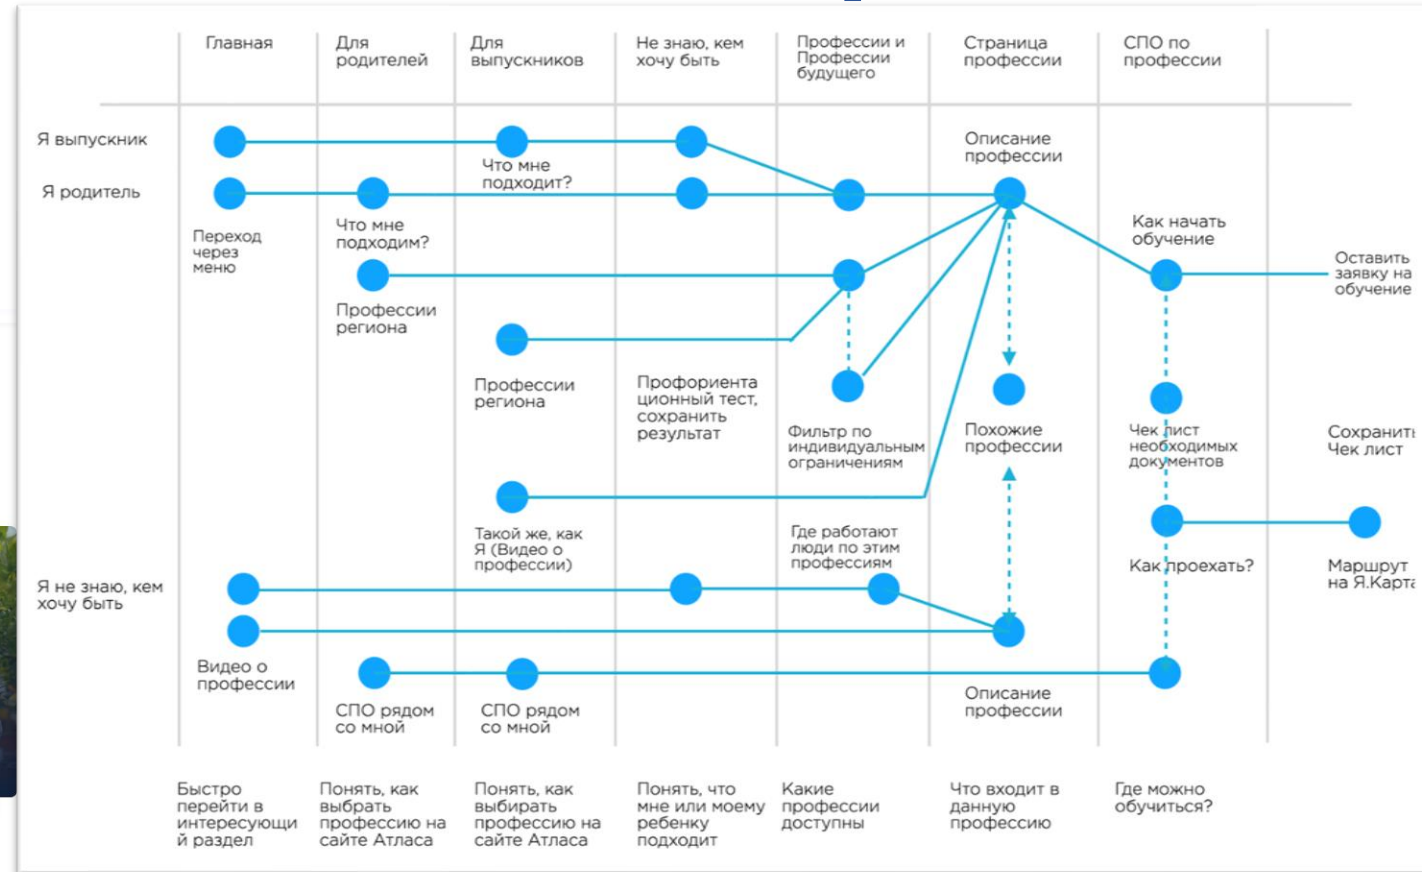 Главная
Для
родителей
Для
выпускников
Не знаю, кем
хочу быть
Профессии и
Профессии
будущего
Страница
профессии
СПО по
профессии
Я выпускник
Что мне
подходит?
Описание
профессии
Я родитель
Переход
через
меню
Что мне
подходим?
Как начать
обучение
Оставить
заявку на
обучение
Профессии
региона
Профессии
региона
Профориента
ционный тест,
сохранить
результат
Фильтр по
индивидуальным
ограничениям
Похожие
профессии
Чек лист
необходимых
документов
Сохранить
Чек лист
Такой же, как
Я (Видео о
профессии)
Где работают
люди по этим
профессиям
Как проехать?
Маршрут
на Я.Карта
Я не знаю, кем
хочу быть
Видео о
профессии
СПО рядом
со мной
СПО рядом
со мной
Описание
профессии
Быстро
перейти в
интересующи
й раздел
Понять, как
выбрать
профессию на
сайте Атласа
Понять, как
выбирать
профессию на
сайте Атласа
Понять, что
мне или моему
ребенку
подходит
Какие
профессии
доступны
Что входит в
данную
профессию
Где можно
обучиться?